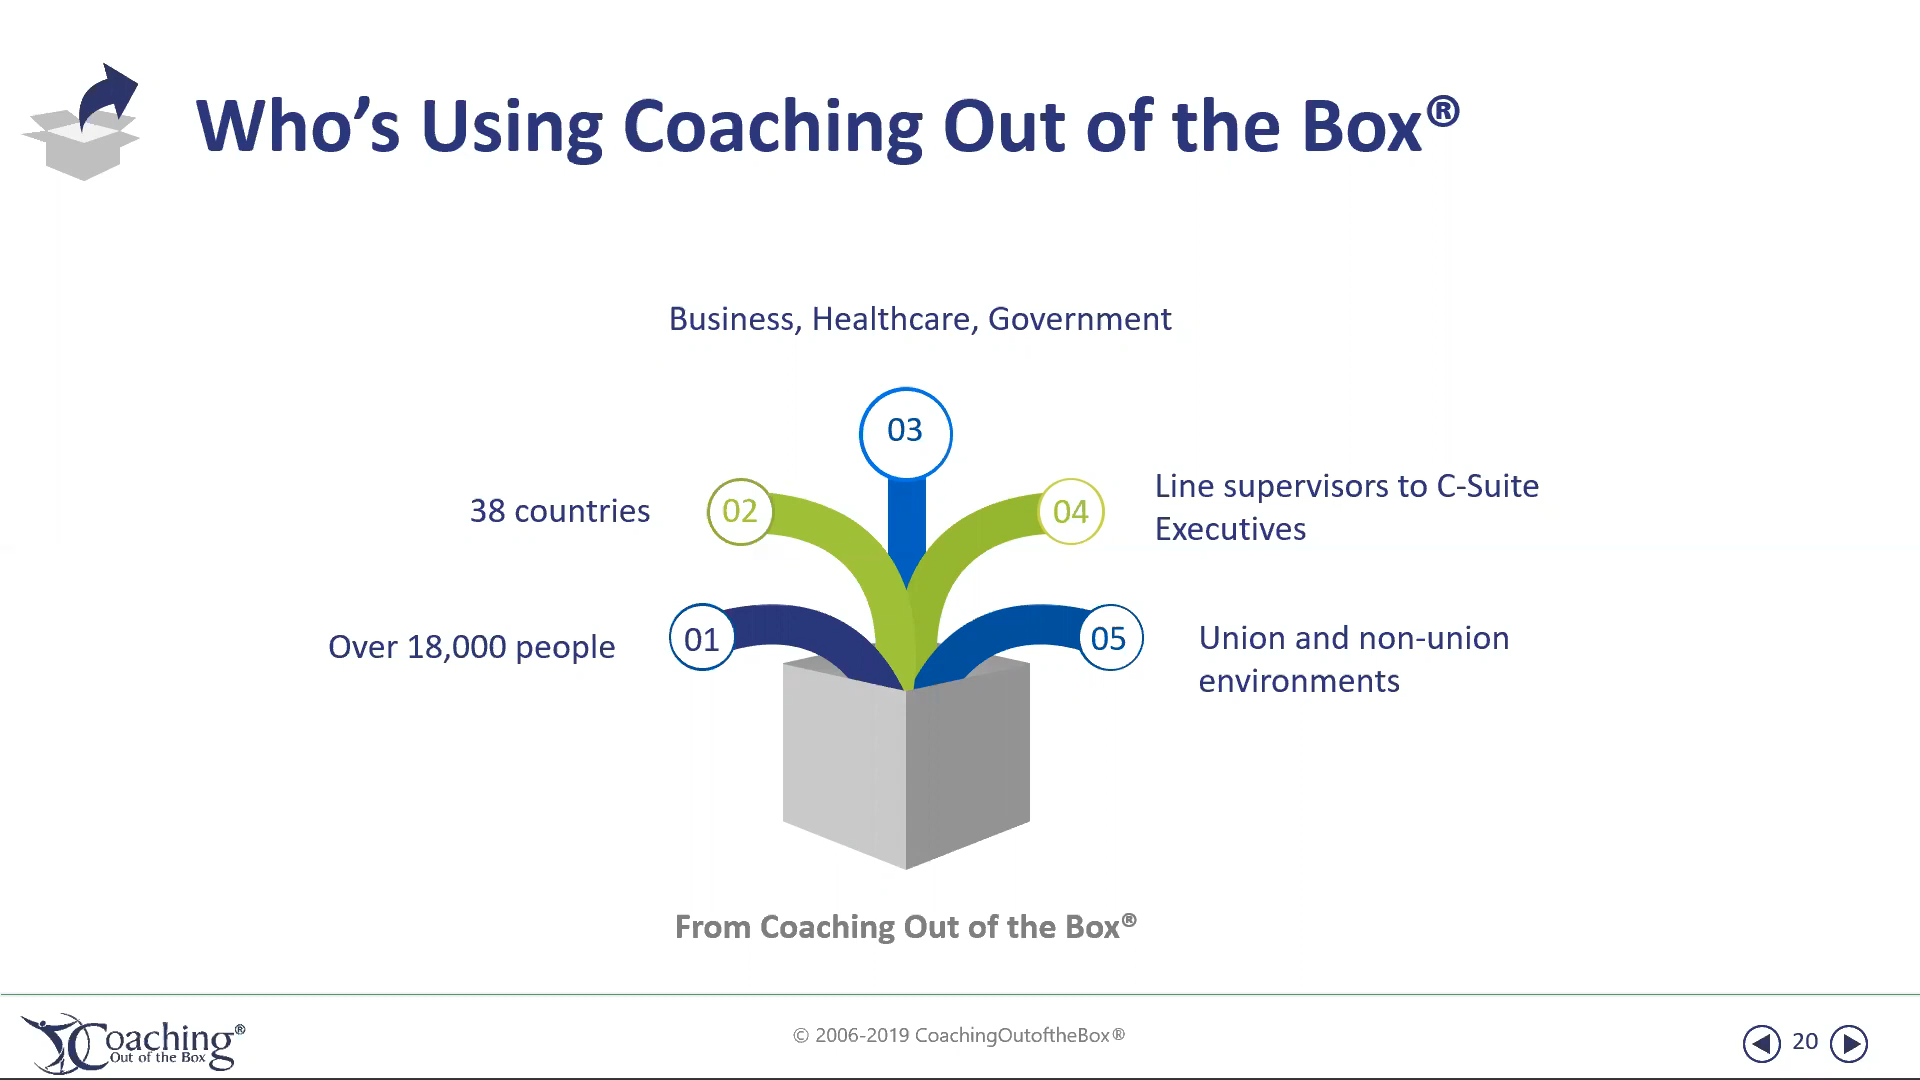 Who’s Using Coaching Out of the Box®
Business, Healthcare, Government
03
38 countries
02
04
Line supervisors to C-Suite
Executives
Over 18,000 people
01
05
Union and non-union
environments
From Coaching Out of the Box®
Coaching®
Out of the Box
© 2006-2019 CoachingOutoftheBox®
20